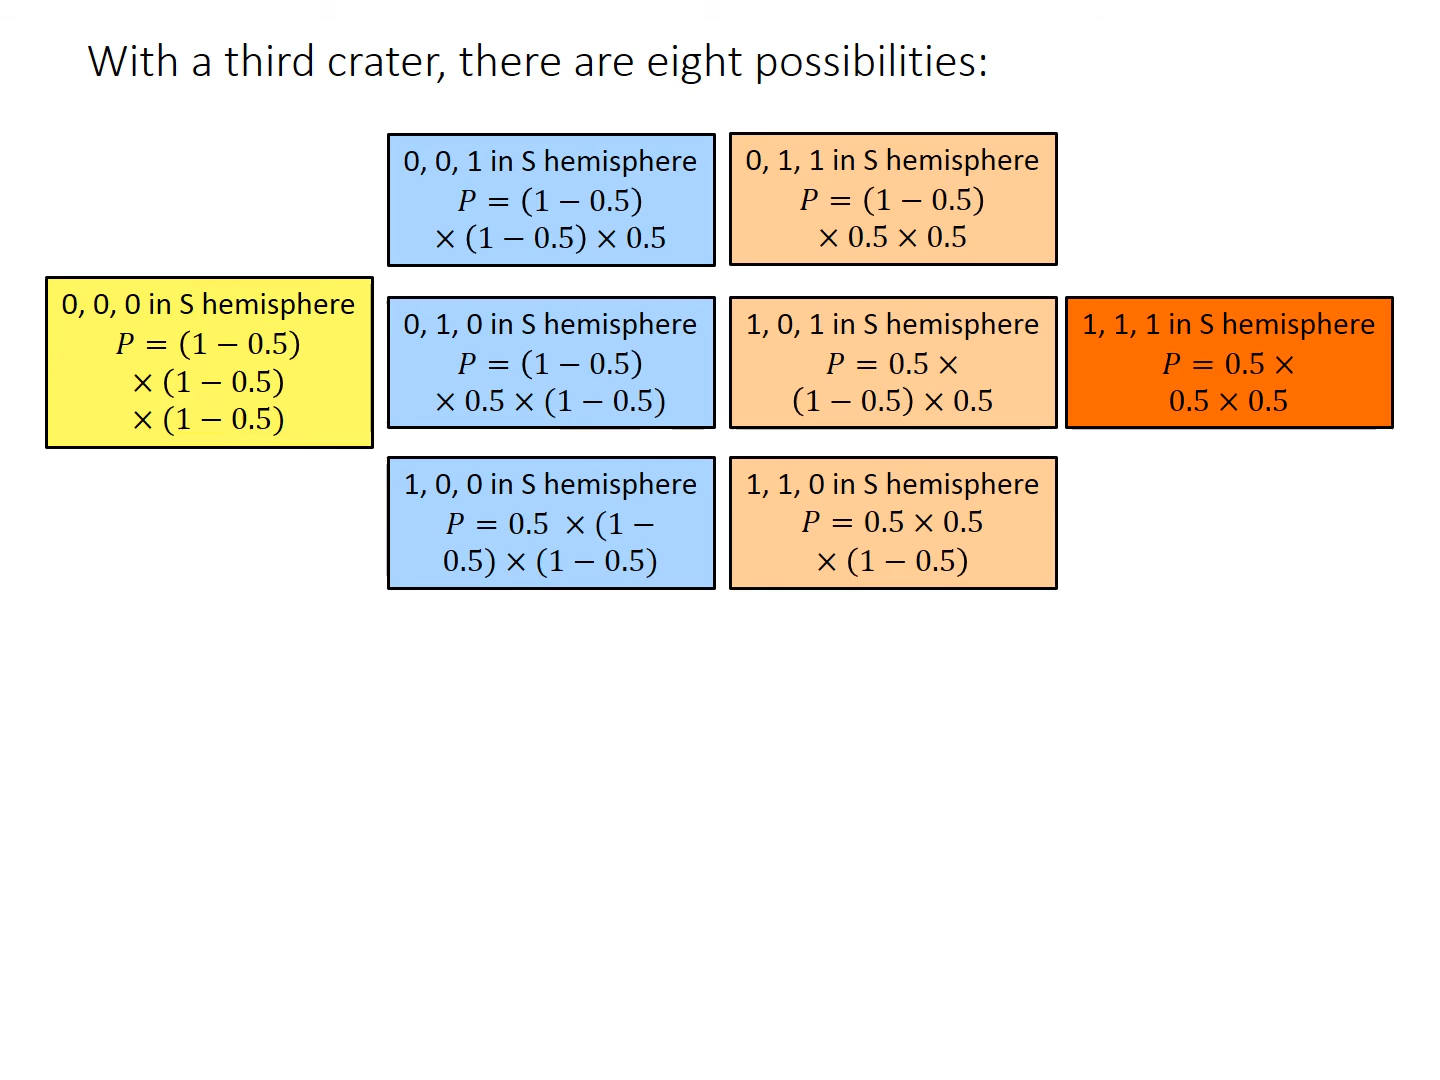 With a third crater, there are eight possibilities:
0, 0, 0 in S hemisphere
P = (1 − 0.5)
× (1 − 0.5)
× (1 − 0.5)
0, 0, 1 in S hemisphere
P = (1 − 0.5)
× (1 − 0.5) × 0.5
0, 1, 0 in S hemisphere
P = (1 − 0.5)
× 0.5 × (1 − 0.5)
1, 0, 0 in S hemisphere
P = 0.5 × (1 −
0.5) × (1 − 0.5)
0, 1, 1 in S hemisphere
P = (1 − 0.5)
× 0.5 × 0.5
1, 0, 1 in S hemisphere
P = 0.5 ×
(1 − 0.5) × 0.5
1, 1, 0 in S hemisphere
P = 0.5 × 0.5
× (1 − 0.5)
1, 1, 1 in S hemisphere
P = 0.5 ×
0.5 × 0.5